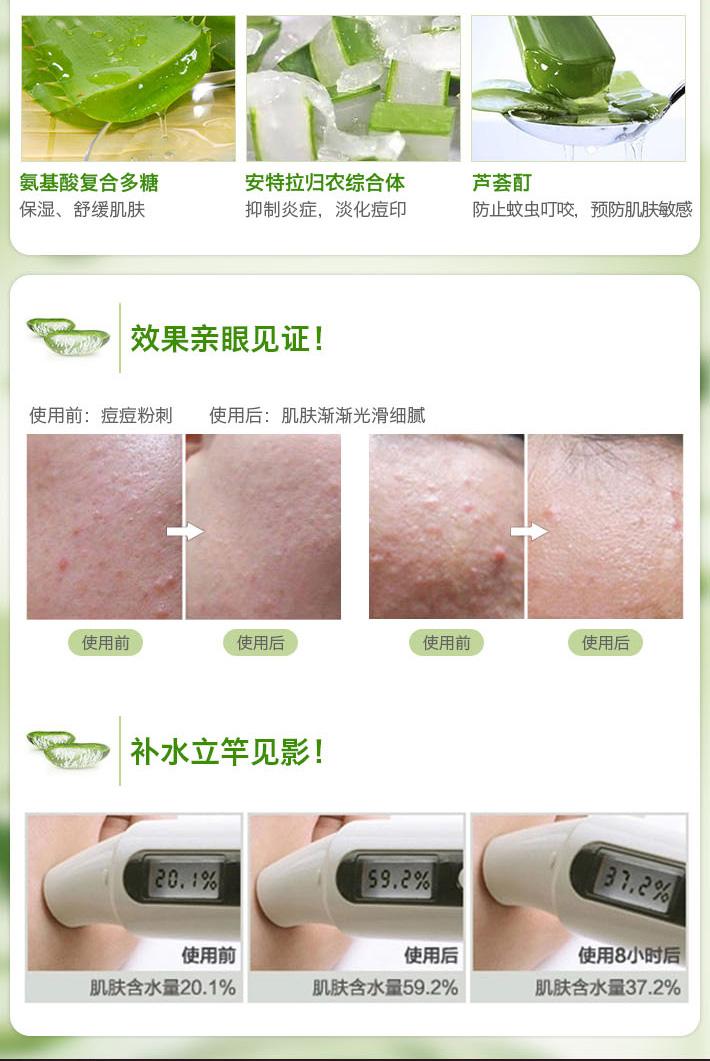 氨基酸复合多糖
保湿、舒缓肌肤
安特拉归农综合体
抑制炎症，淡化痘印
芦荟酊
防止蚊虫叮咬，预防肌肤敏感
效果亲眼见证！
使用前：痘痘粉刺 使用后：肌肤渐渐光滑细腻
使用前
使用后
使用前
使用后
补水立竿见影！
20.1%
使用前
肌肤含水量20.1%
59.2%
使用后
肌肤含水量59.2%
37.2%
使用8小时后
肌肤含水量37.2%